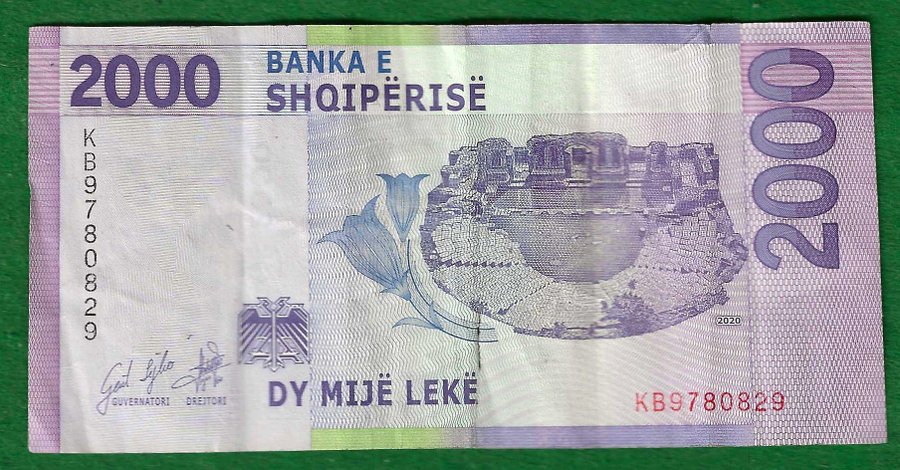 2000
BANKA E
SHQIPËRISË
2000
KB9780829
2020
GUVERNATORI DREJTORI
DY MIJË LEKË
KB9780829